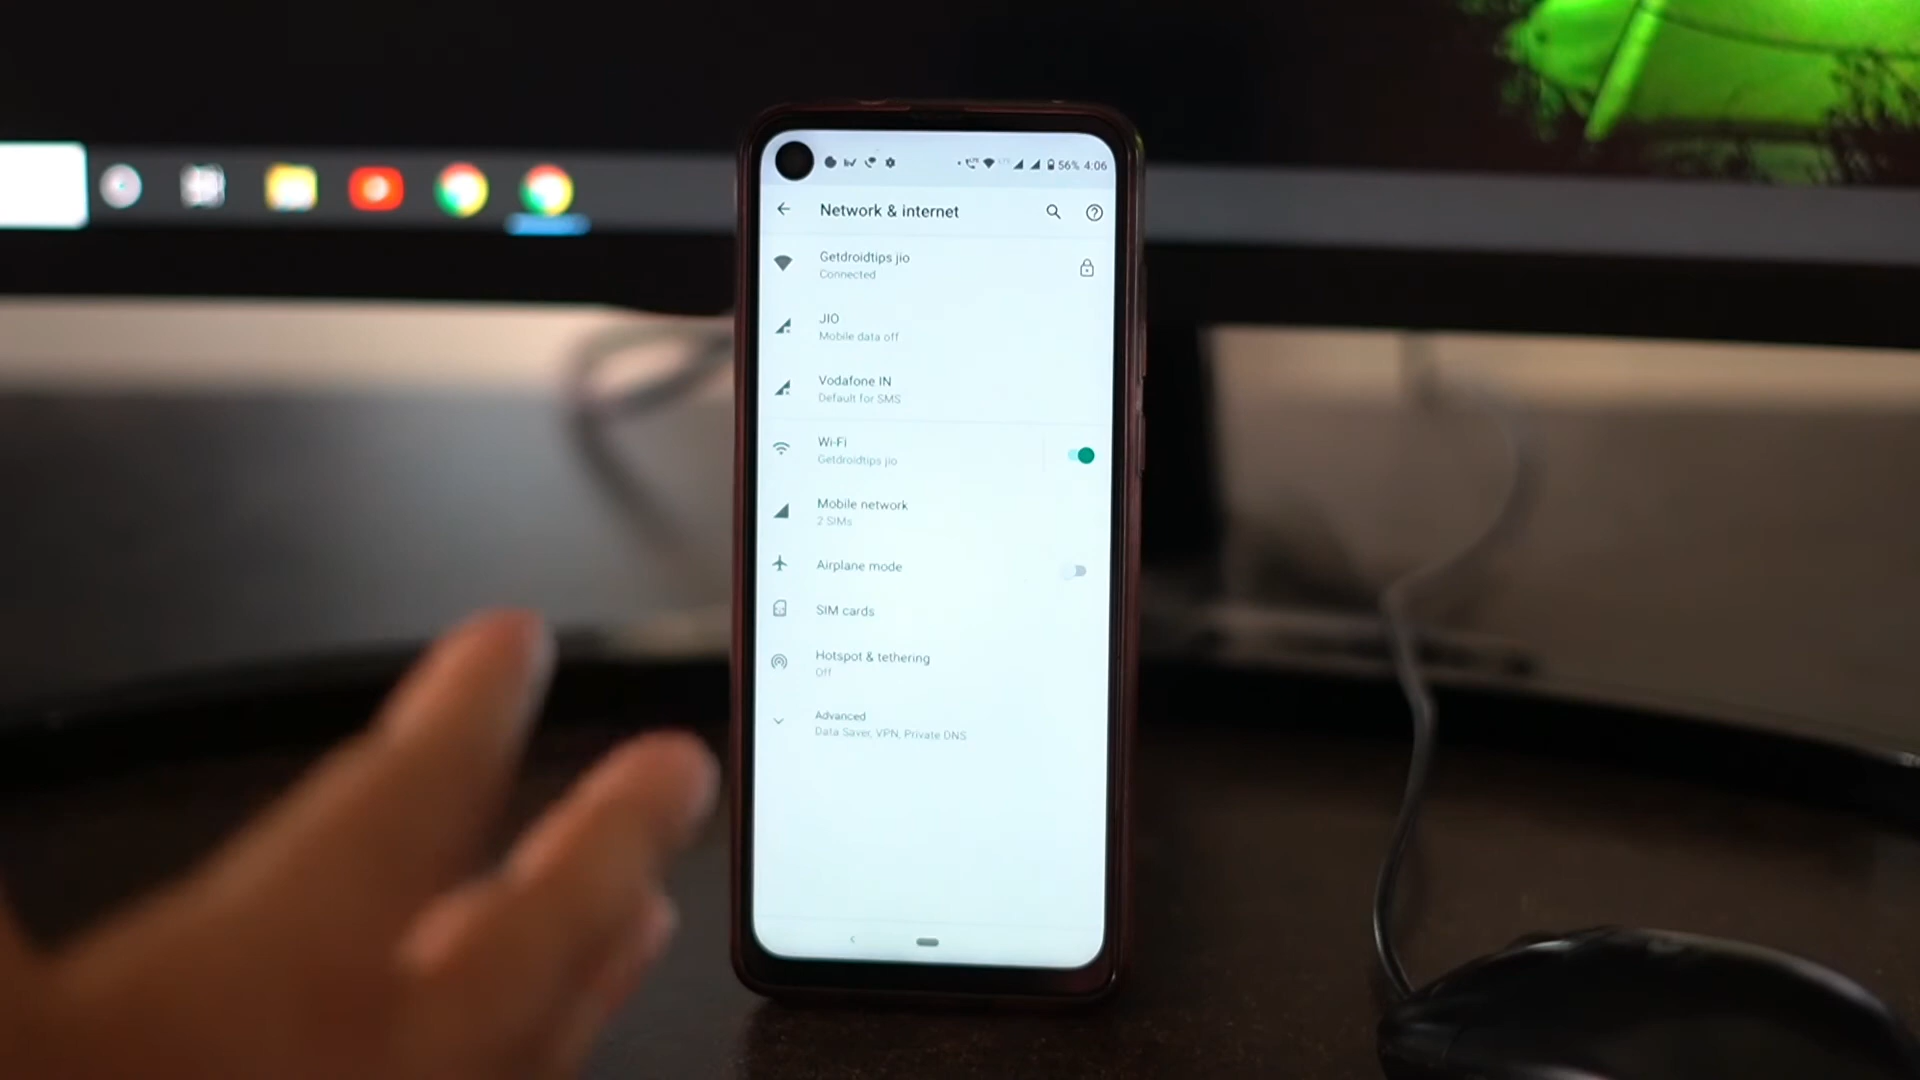 56% 4:06
Network & internet
Getdroidtips jio
Connected
JIO
Mobile data off
Vodafone IN
Default for SMS
Wi-Fi
Getdroidtips jio
Mobile network
2 SIMs
Airplane mode
SIM cards
Hotspot & tethering
Off
Advanced
Data Saver, VPN, Private DNS